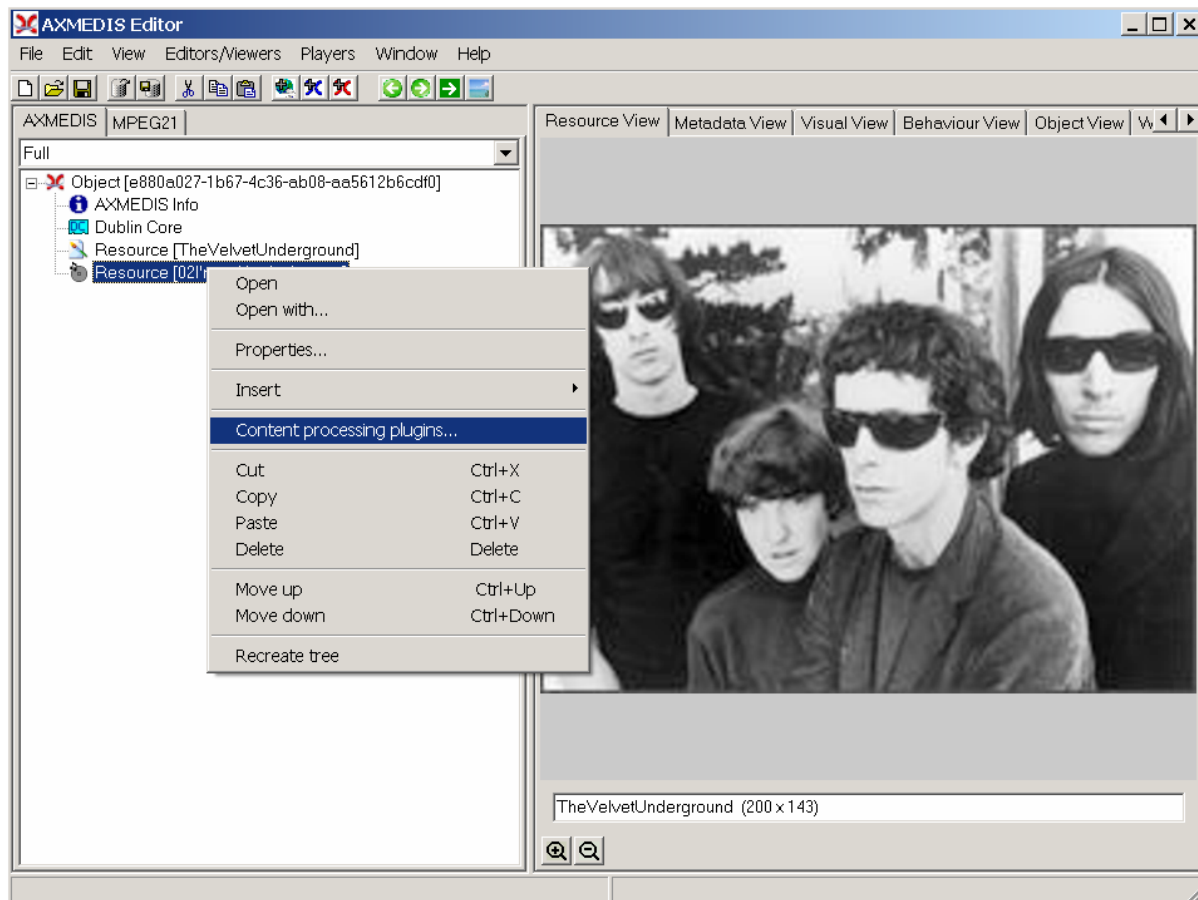 AXMEDIS Editor
File Edit View Editors/Viewers Players Window Help
AXMEDIS MPEG21
Full
Object [e880a027-1b67-4c36-ab08-aa5612b6cdf0]
AXMEDIS Info
DC Dublin Core
Resource [TheVelvetUnderground]
Resource [02I'
Open
Open with...
Properties...
Insert
Content processing plugins...
Cut Ctrl+X
Copy Ctrl+C
Paste Ctrl+V
Delete Delete
Move up Ctrl+Up
Move down Ctrl+Down
Recreate tree
Resource View Metadata View Visual View Behaviour View Object View
TheVelvetUnderground (200 x 143)